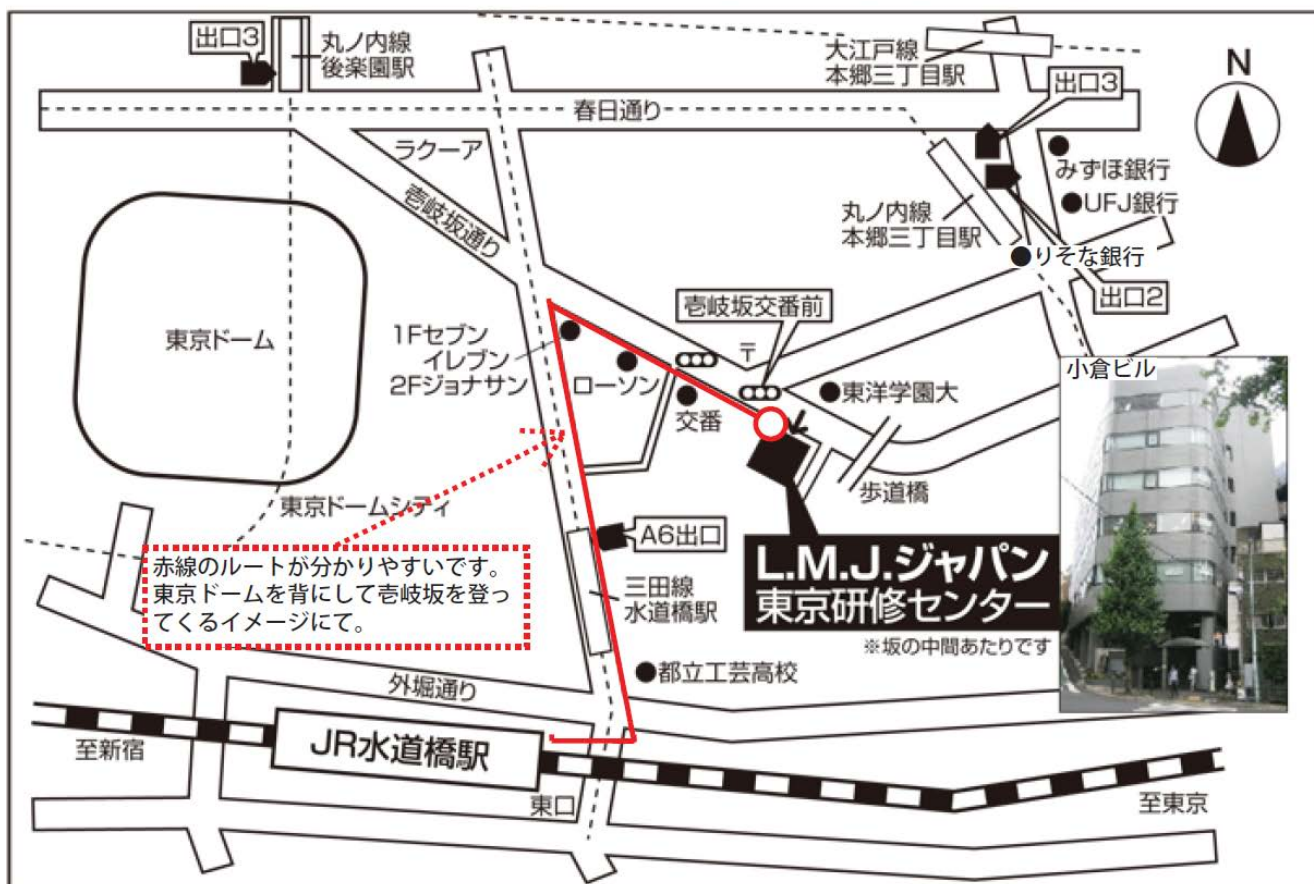 出口3
丸ノ内線
後楽園駅
大江戸線
本郷三丁目駅
N
出口3
春日通り
ラクーア
壱岐坂通り
みずほ銀行
UFJ銀行
丸ノ内線
本郷三丁目駅
りそな銀行
出口2
壱岐坂交番前
〒
東京ドーム
1Fセブン
イレブン
2Fジョナサン
ローソン
交番
東洋学園大
小倉ビル
歩道橋
東京ドームシティ
A6出口
赤線のルートが分かりやすいです。
東京ドームを背にして壱岐坂を登っ
てくるイメージにて。
三田線
水道橋駅
L.M.J.ジャパン
東京研修センター
※坂の中間あたりです
都立工芸高校
外堀通り
JR水道橋駅
至新宿
東口
至東京